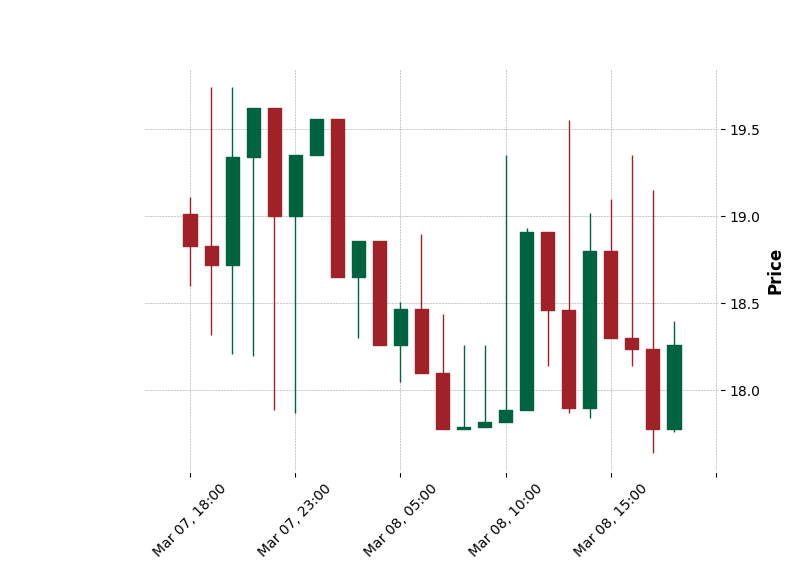 19.5
19.0
18.5
18.0
Price
Mar 07, 18:00
Mar 07, 23:00
Mar 08, 05:00
Mar 08, 10:00
Mar 08, 15:00